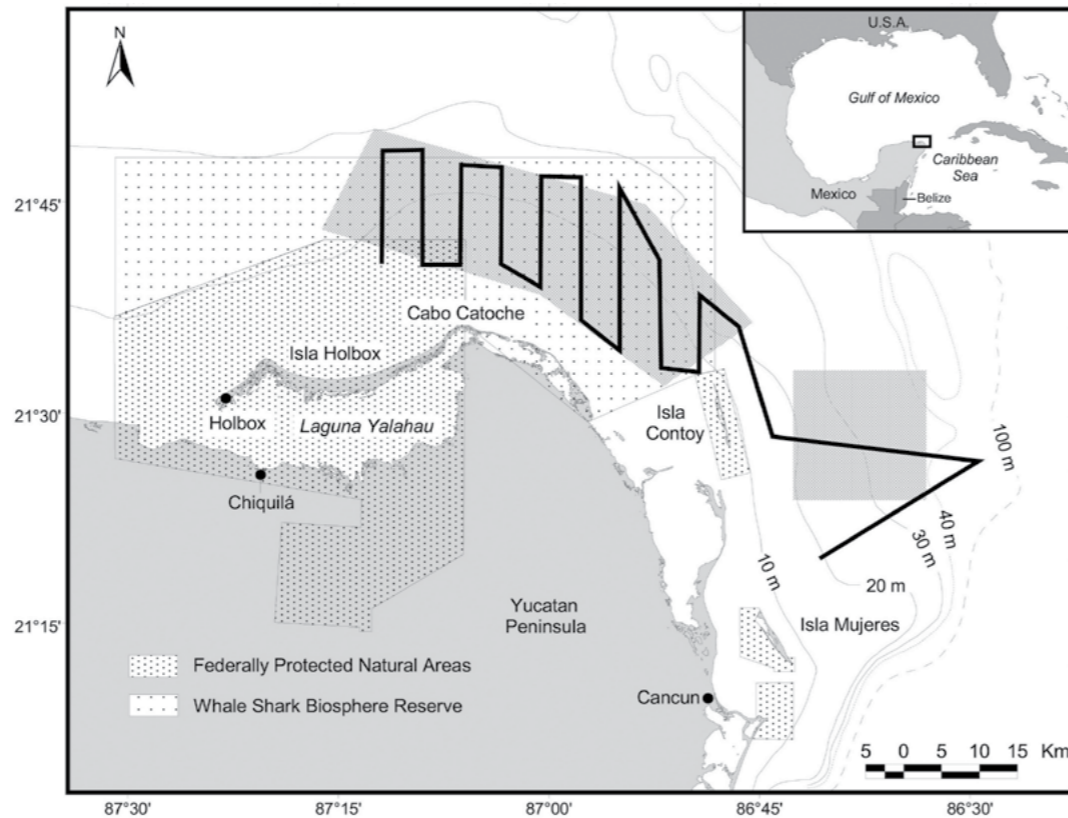 N
U.S.A.
Gulf of Mexico
Caribbean
Sea
Mexico
Belize
21°45'
21°30'
21°15'
Cabo Catoche
Isla Holbox
Holbox
Laguna Yalahau
Chiquilá
Isla
Contoy
100 m
40 m
30 m
20 m
10 m
Yucatan
Peninsula
Isla Mujeres
Cancun
Federally Protected Natural Areas
Whale Shark Biosphere Reserve
5 0 5 10 15 Km
87°30' 87°15' 87°00' 86°45' 86°30'